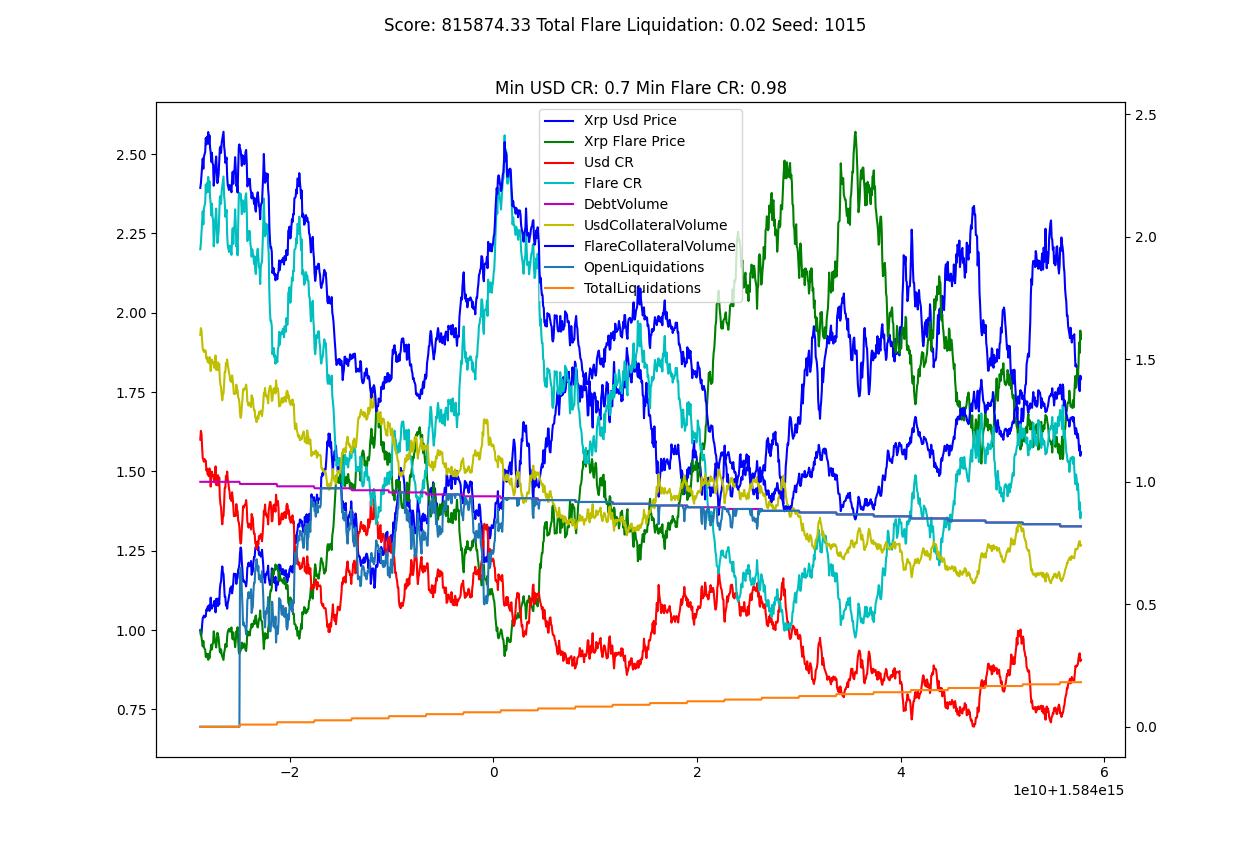 Score: 815874.33 Total Flare Liquidation: 0.02 Seed: 1015
Min USD CR: 0.7 Min Flare CR: 0.98
Xrp Usd Price
Xrp Flare Price
Usd CR
Flare CR
DebtVolume
UsdCollateralVolume
FlareCollateralVolume
OpenLiquidations
TotalLiquidations
2.50
2.25
2.00
1.75
1.50
1.25
1.00
0.75
2.5
2.0
1.5
1.0
0.5
0.0
−2
0
2
4
6
1e10+1.584e15